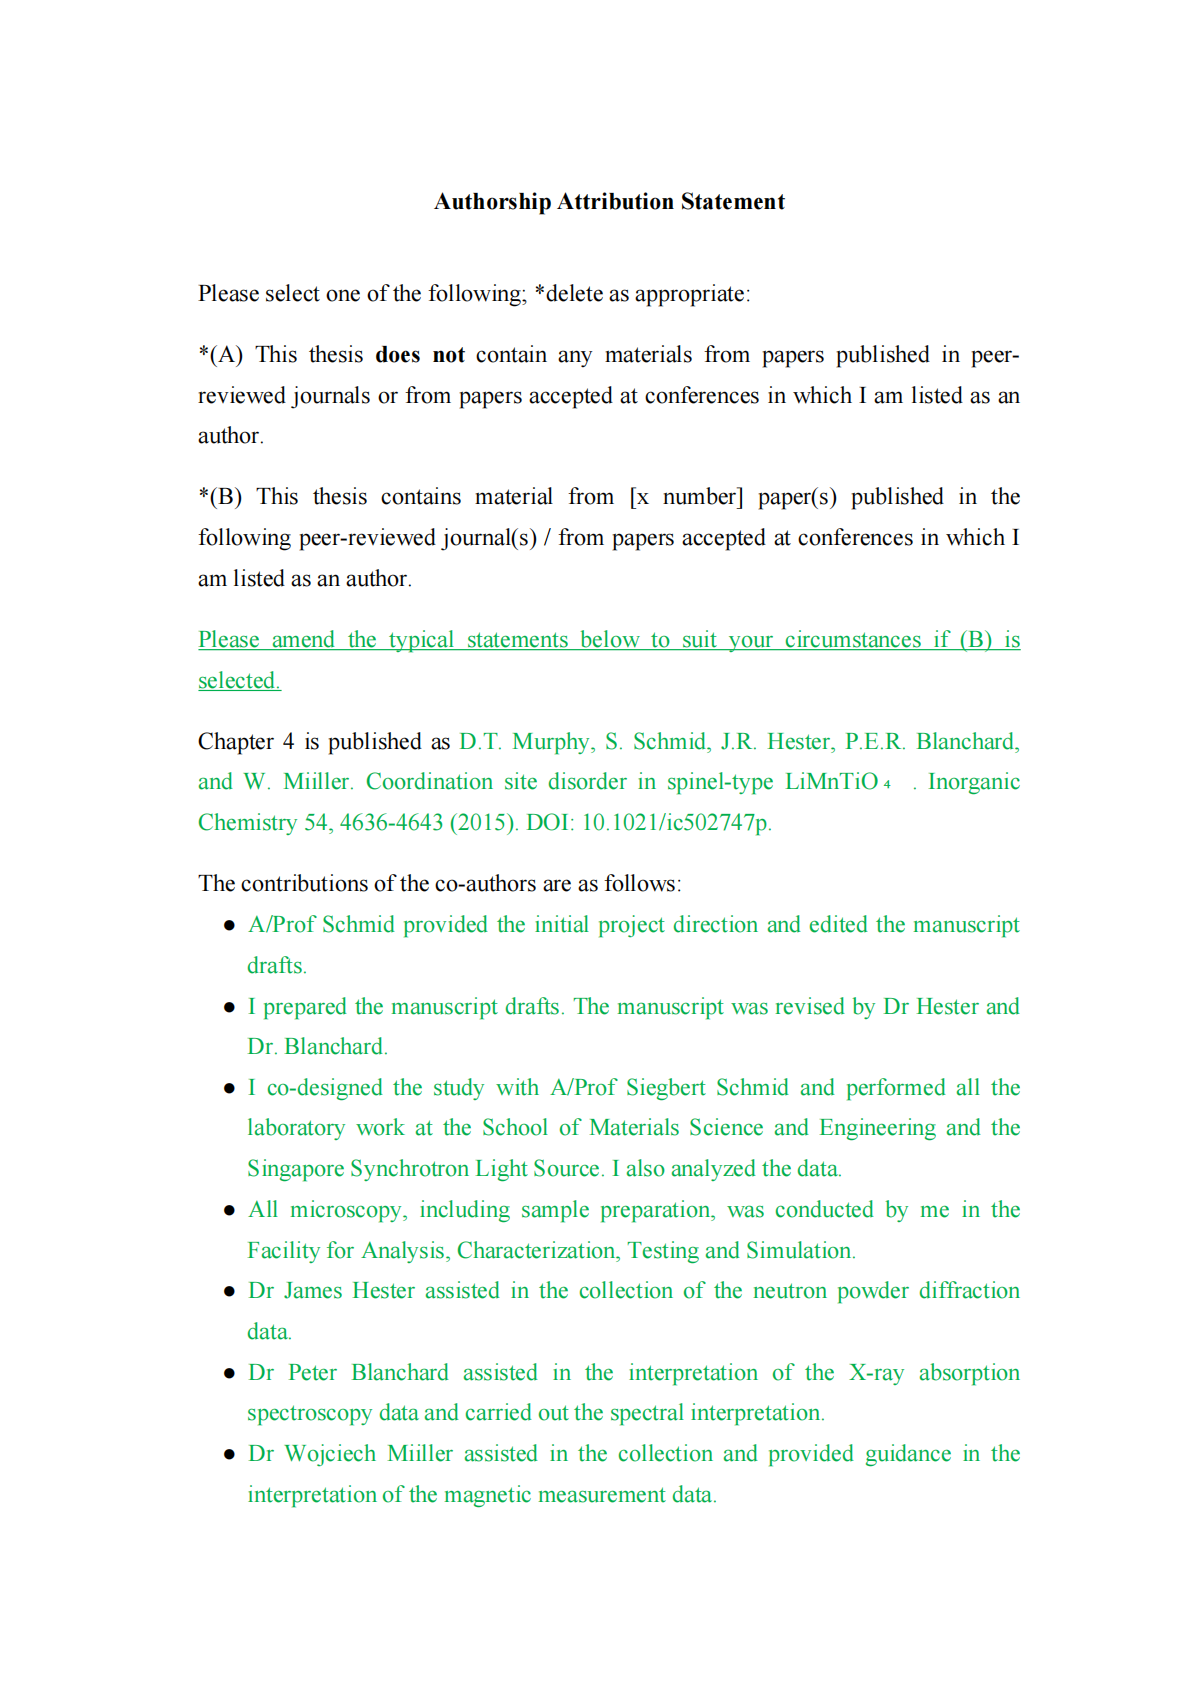 Authorship Attribution Statement
Please select one of the following; *delete as appropriate:
*(A) This thesis does not contain any materials from papers published in peer-
reviewed journals or from papers accepted at conferences in which I am listed as an
author.
*(B) This thesis contains material from [x number] paper(s) published in the
following peer-reviewed journal(s) / from papers accepted at conferences in which I
am listed as an author.
Please amend the typical statements below to suit your circumstances if (B) is
selected.
Chapter 4 is published as D.T. Murphy, S. Schmid, J.R. Hester, P.E.R. Blanchard,
and W. Miiller. Coordination site disorder in spinel-type LiMnTiO₄ . Inorganic
Chemistry 54, 4636-4643 (2015). DOI: 10.1021/ic502747p.
The contributions of the co-authors are as follows:
● A/Prof Schmid provided the initial project direction and edited the manuscript
drafts.
● I prepared the manuscript drafts. The manuscript was revised by Dr Hester and
Dr. Blanchard.
● I co-designed the study with A/Prof Siegbert Schmid and performed all the
laboratory work at the School of Materials Science and Engineering and the
Singapore Synchrotron Light Source. I also analyzed the data.
● All microscopy, including sample preparation, was conducted by me in the
Facility for Analysis, Characterization, Testing and Simulation.
● Dr James Hester assisted in the collection of the neutron powder diffraction
data.
● Dr Peter Blanchard assisted in the interpretation of the X-ray absorption
spectroscopy data and carried out the spectral interpretation.
● Dr Wojciech Miiller assisted in the collection and provided guidance in the
interpretation of the magnetic measurement data.